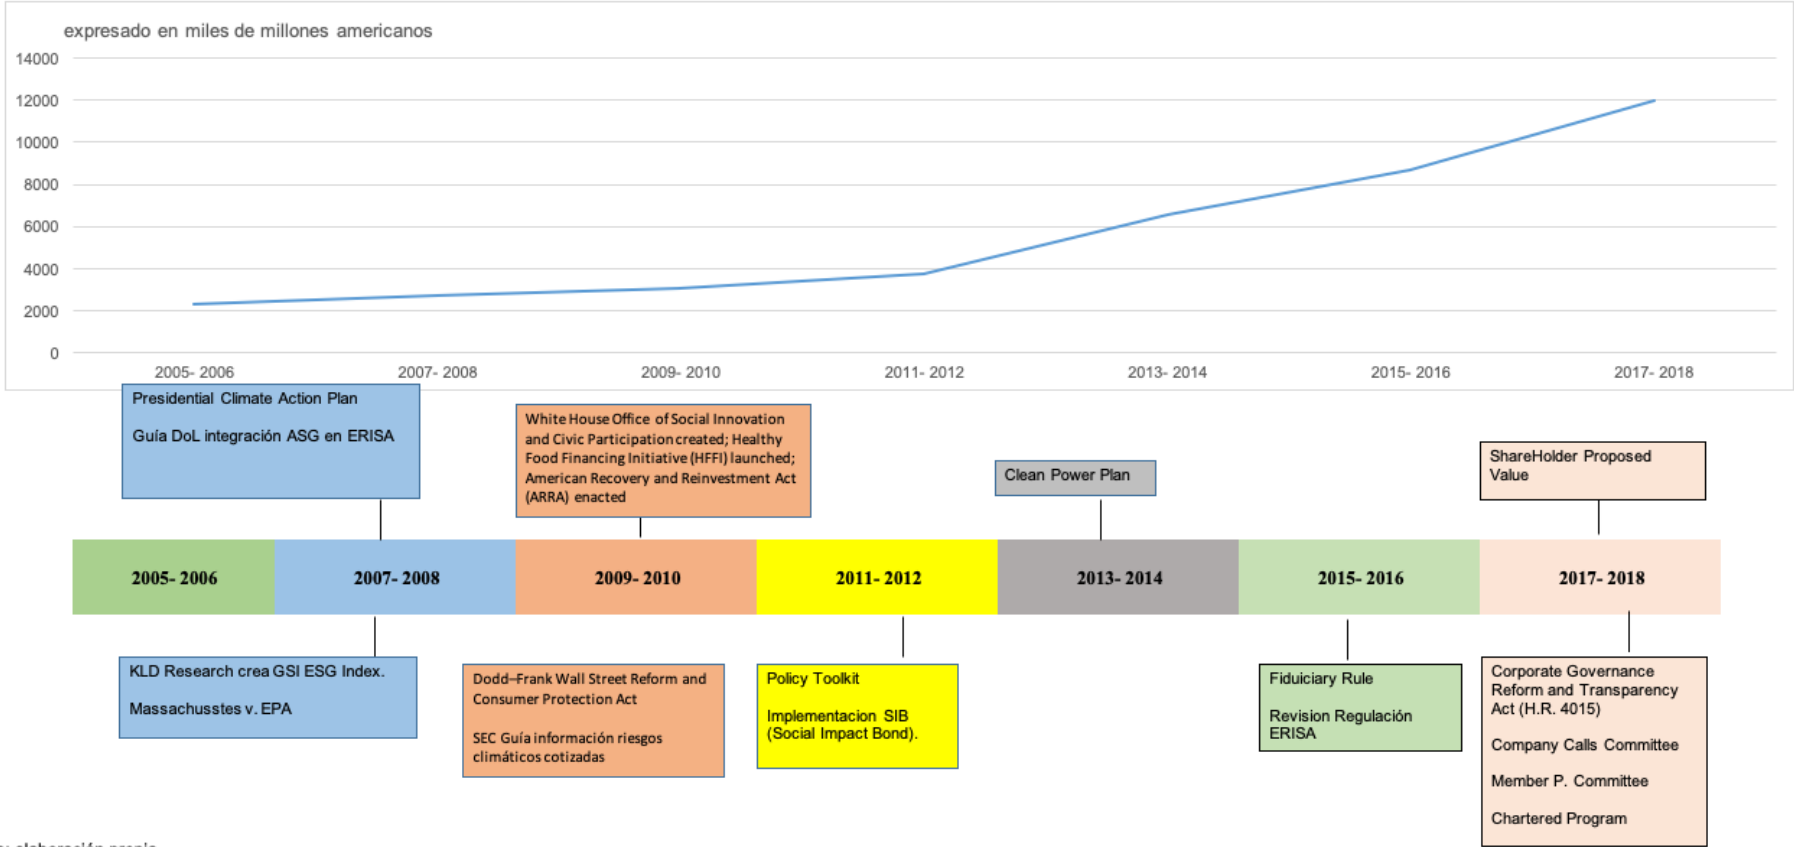 expresado en miles de millones americanos
14000
12000
10000
8000
6000
4000
2000
0
2005- 2006
2007- 2008
2009- 2010
2011- 2012
2013- 2014
2015- 2016
2017- 2018
Presidential Climate Action Plan
Guía DoL integración ASG en ERISA
White House Office of Social Innovation
and Civic Participation created; Healthy
Food Financing Initiative (HFFI) launched;
American Recovery and Reinvestment Act
(ARRA) enacted
Clean Power Plan
ShareHolder Proposed
Value
2005- 2006
2007- 2008
2009- 2010
2011- 2012
2013- 2014
2015- 2016
2017- 2018
KLD Research crea GSI ESG Index.
Massachusstes v. EPA
Dodd–Frank Wall Street Reform and
Consumer Protection Act
SEC Guía información riesgos
climáticos cotizadas
Policy Toolkit
Implementacion SIB
(Social Impact Bond).
Fiduiciary Rule
Revision Regulación
ERISA
Corporate Governance
Reform and Transparency
Act (H.R. 4015)
Company Calls Committee
Member P. Committee
Chartered Program